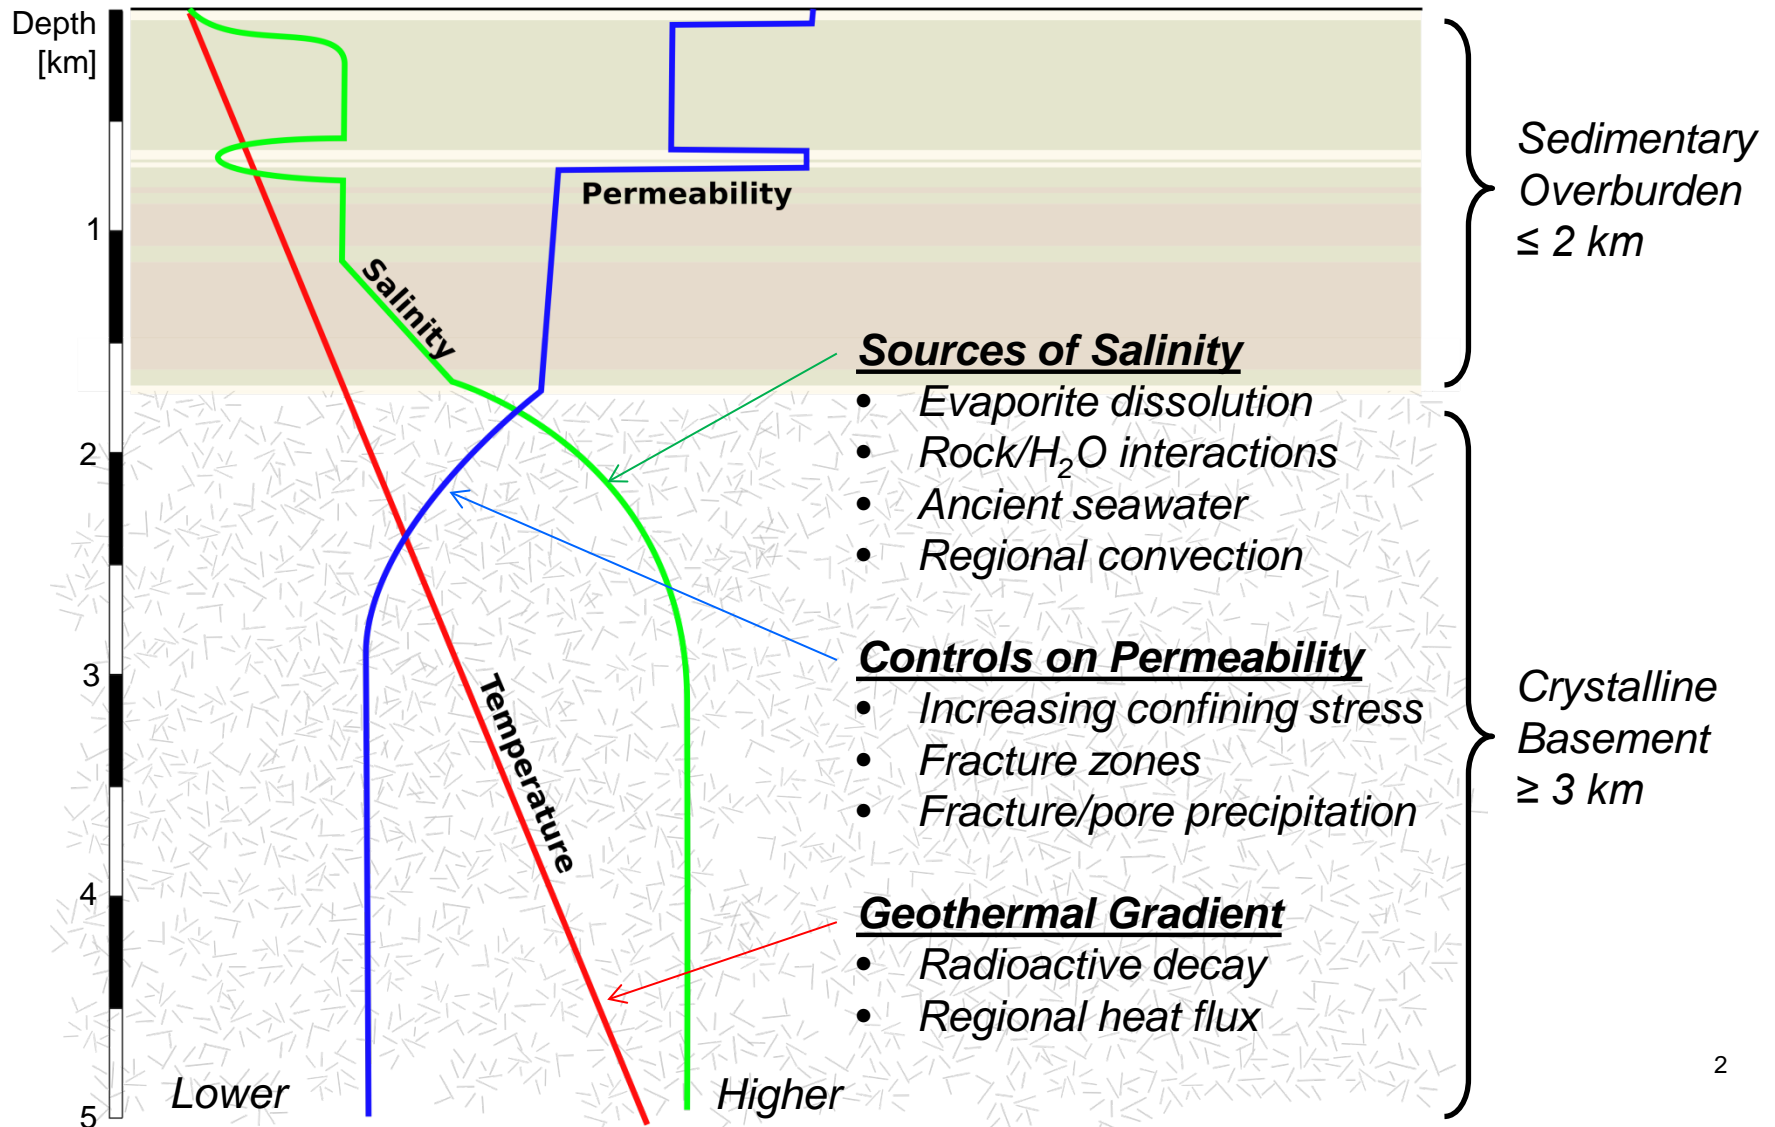 Depth
[km]
1
2
3
4
5
Permeability
Salinity
Temperature
Sources of Salinity
• Evaporite dissolution
• Rock/H₂O interactions
• Ancient seawater
• Regional convection
Controls on Permeability
• Increasing confining stress
• Fracture zones
• Fracture/pore precipitation
Geothermal Gradient
• Radioactive decay
• Regional heat flux
Lower
Higher
Sedimentary
Overburden
≤ 2 km
Crystalline
Basement
≥ 3 km
2